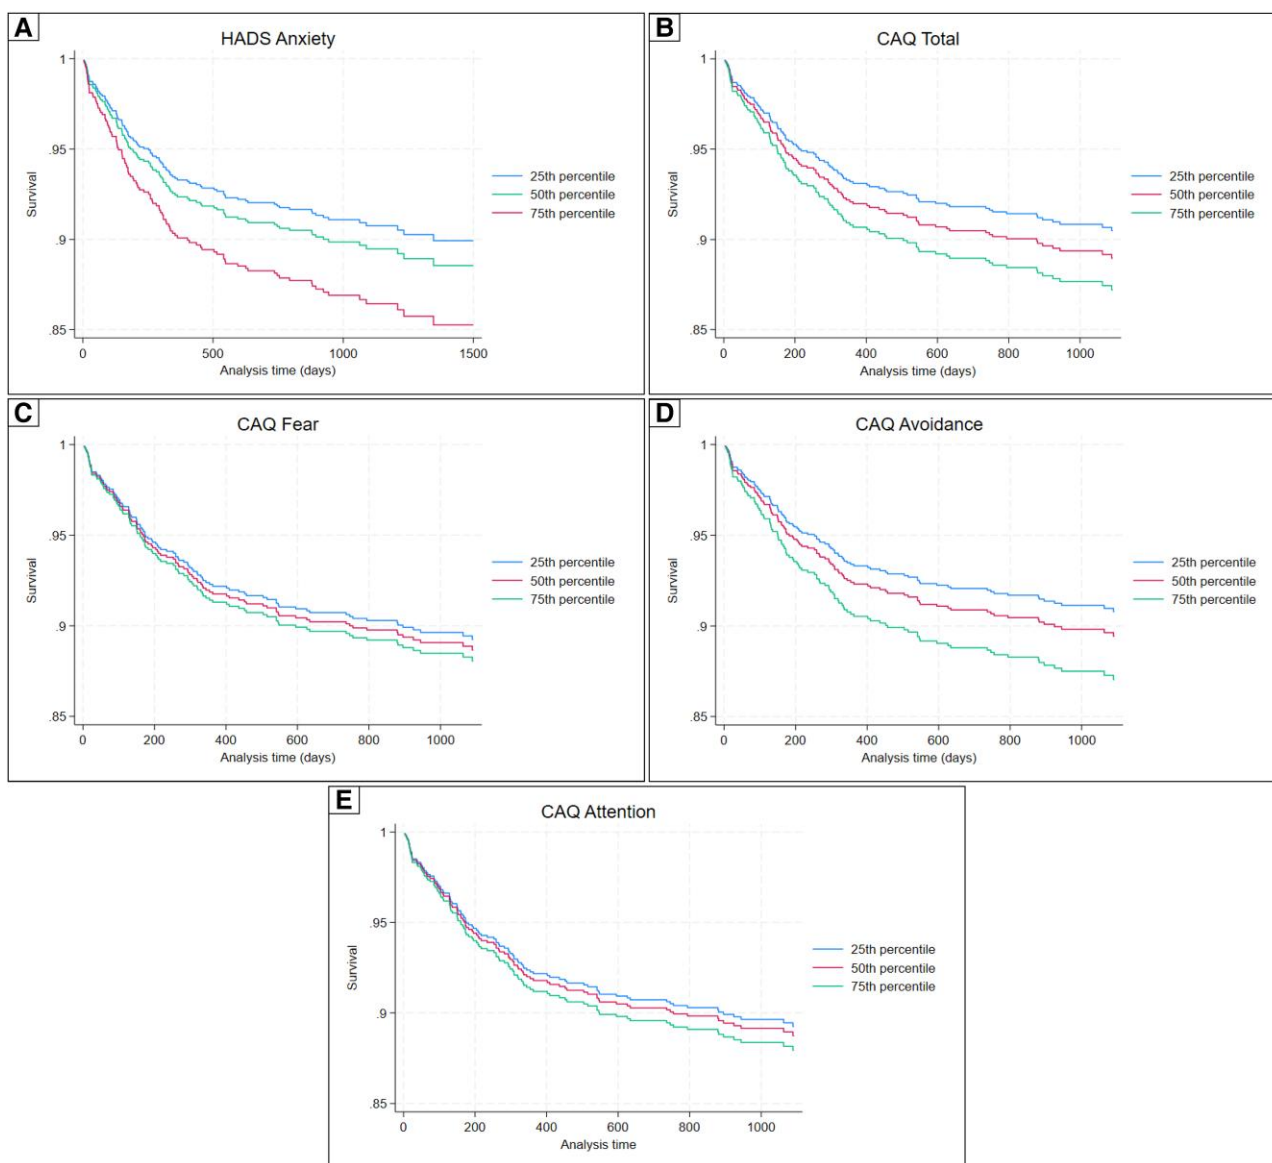 A
HADS Anxiety
1
.95
.9
.85
Survival
0 500 1000 1500
Analysis time (days)
25th percentile
50th percentile
75th percentile
B
CAQ Total
1
.95
.9
.85
Survival
0 200 400 600 800 1000
Analysis time (days)
25th percentile
50th percentile
75th percentile
C
CAQ Fear
1
.95
.9
.85
Survival
0 200 400 600 800 1000
Analysis time (days)
25th percentile
50th percentile
75th percentile
D
CAQ Avoidance
1
.95
.9
.85
Survival
0 200 400 600 800 1000
Analysis time (days)
25th percentile
50th percentile
75th percentile
E
CAQ Attention
1
.95
.9
.85
Survival
0 200 400 600 800 1000
Analysis time
25th percentile
50th percentile
75th percentile